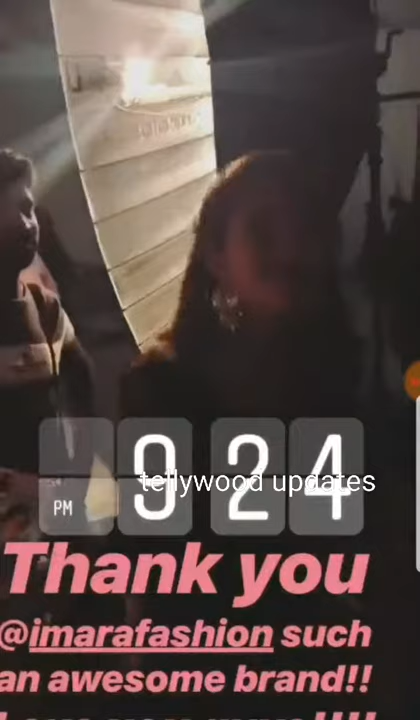 PM 9 24
tellywood updates
Thank you
@imarafashion such
an awesome brand!!